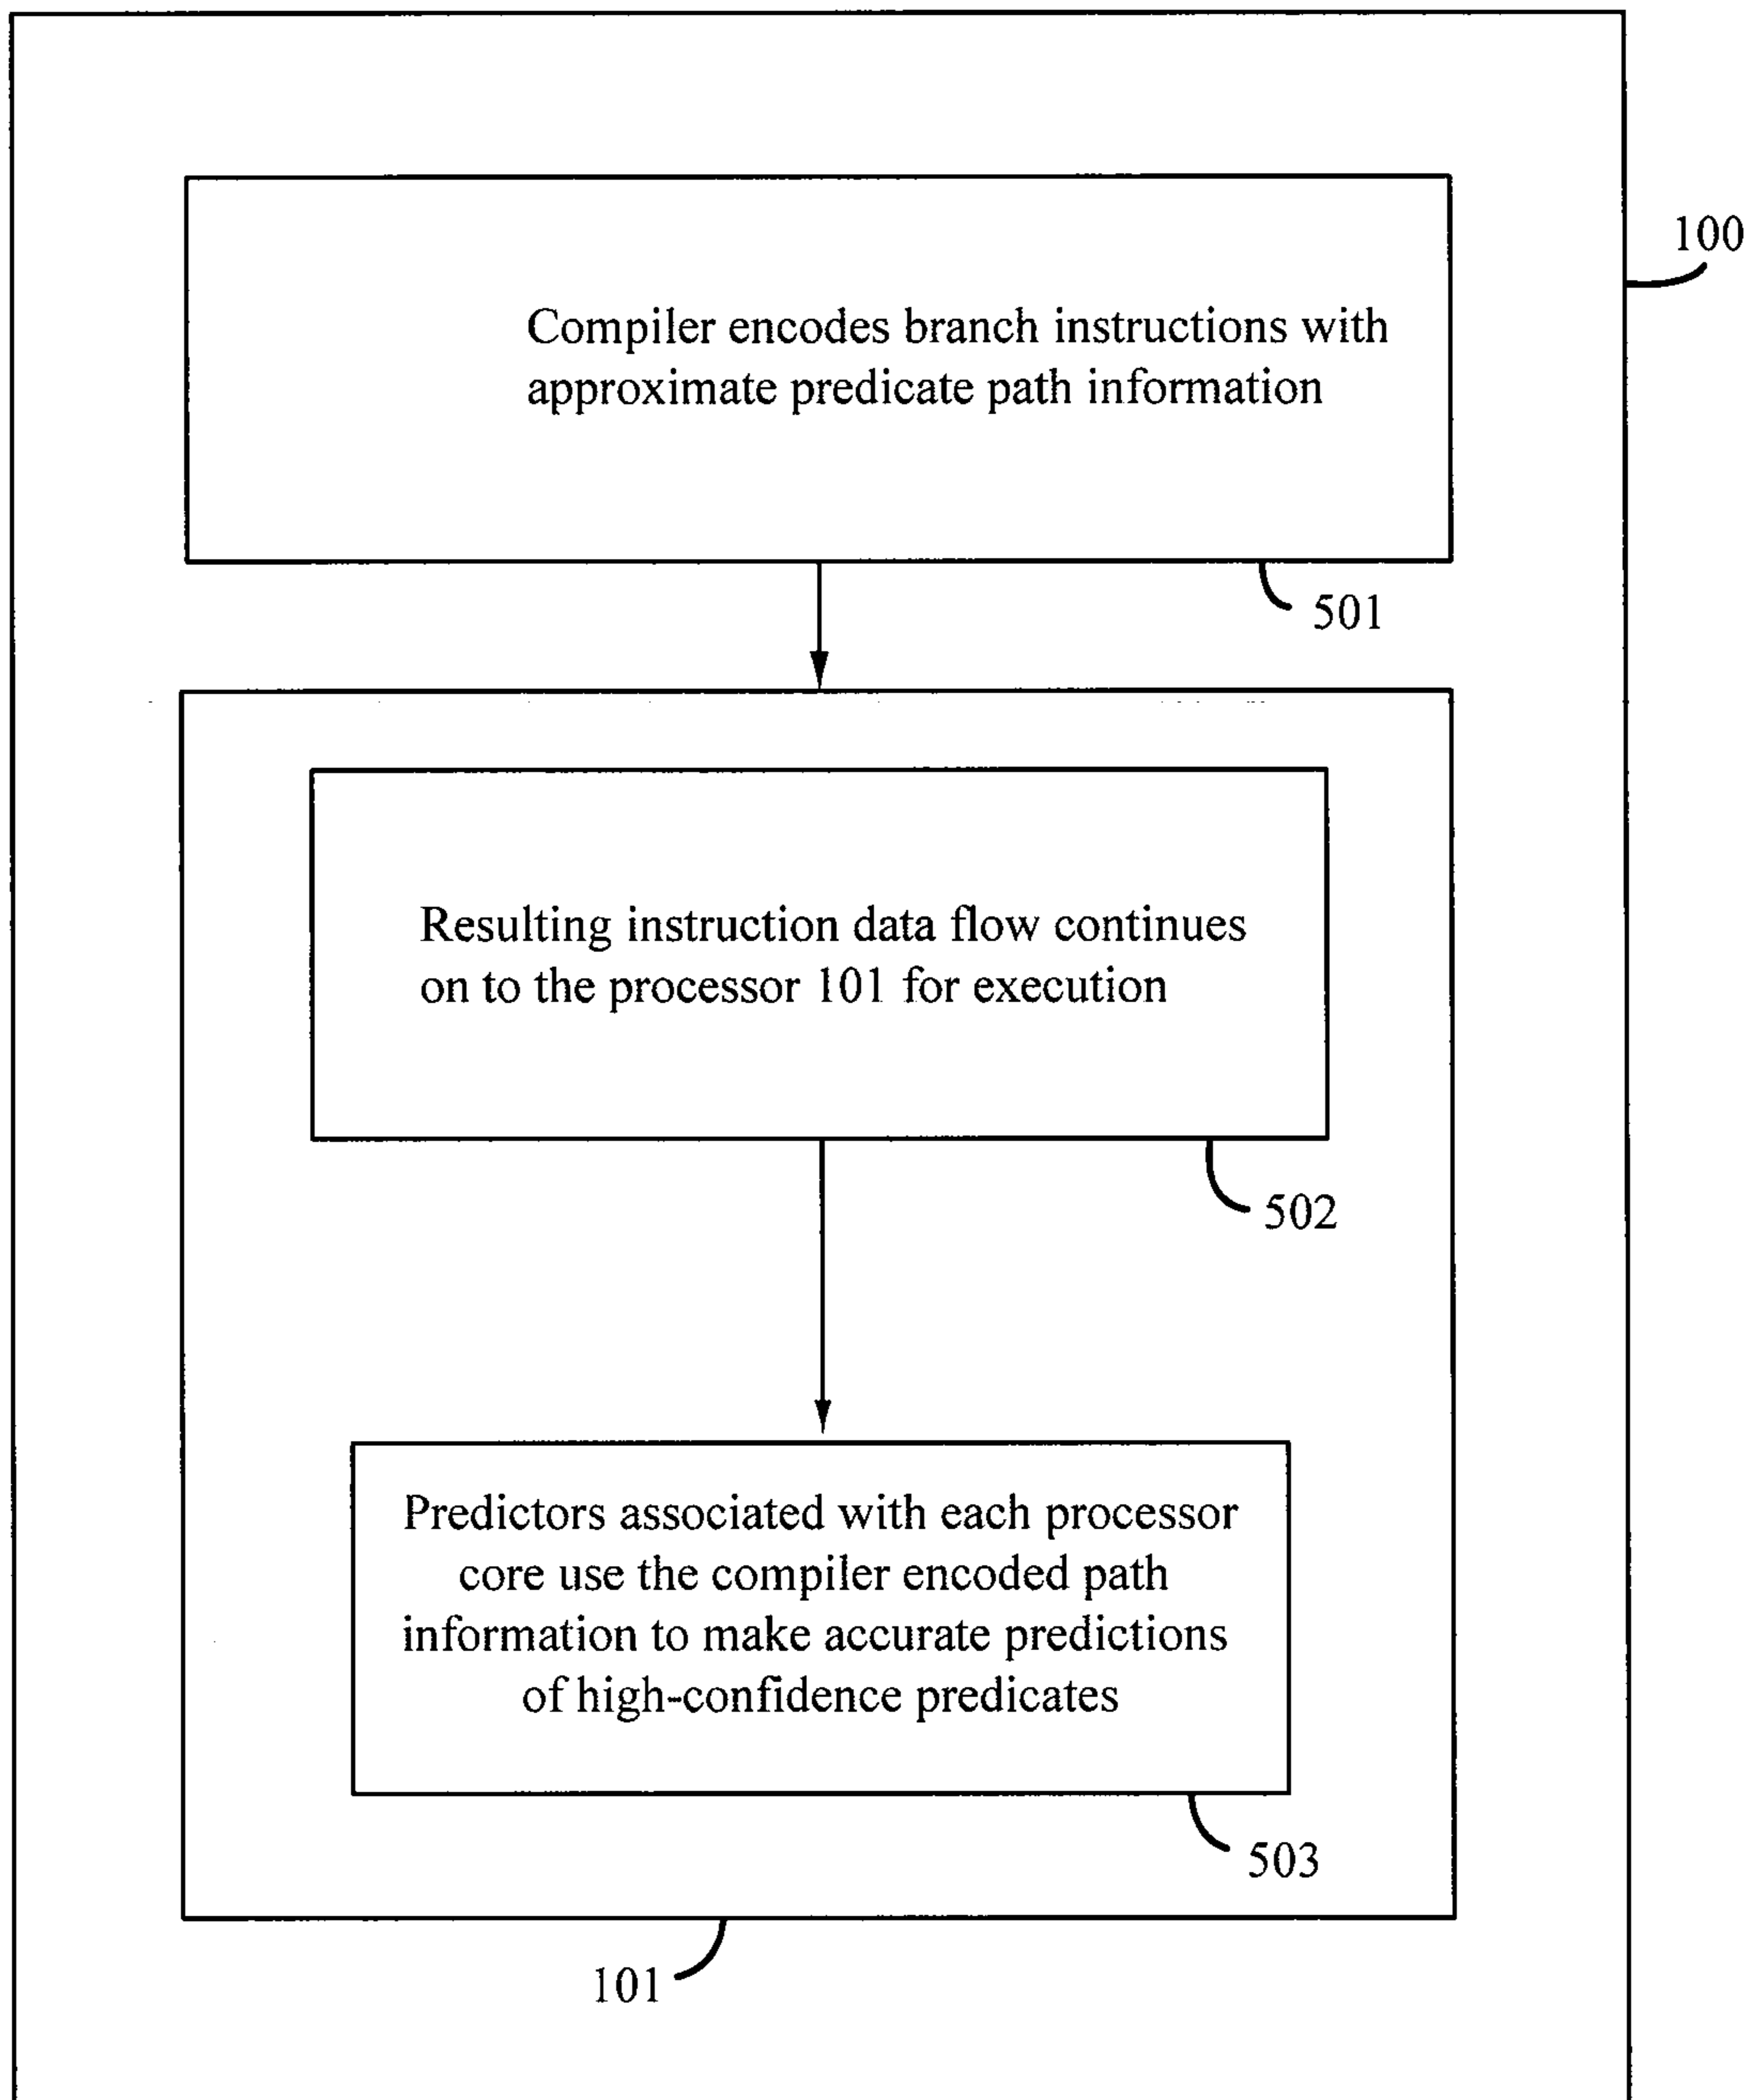 100
Compiler encodes branch instructions with
approximate predicate path information
501
Resulting instruction data flow continues
on to the processor 101 for execution
502
Predictors associated with each processor
core use the compiler encoded path
information to make accurate predictions
of high-confidence predicates
503
101